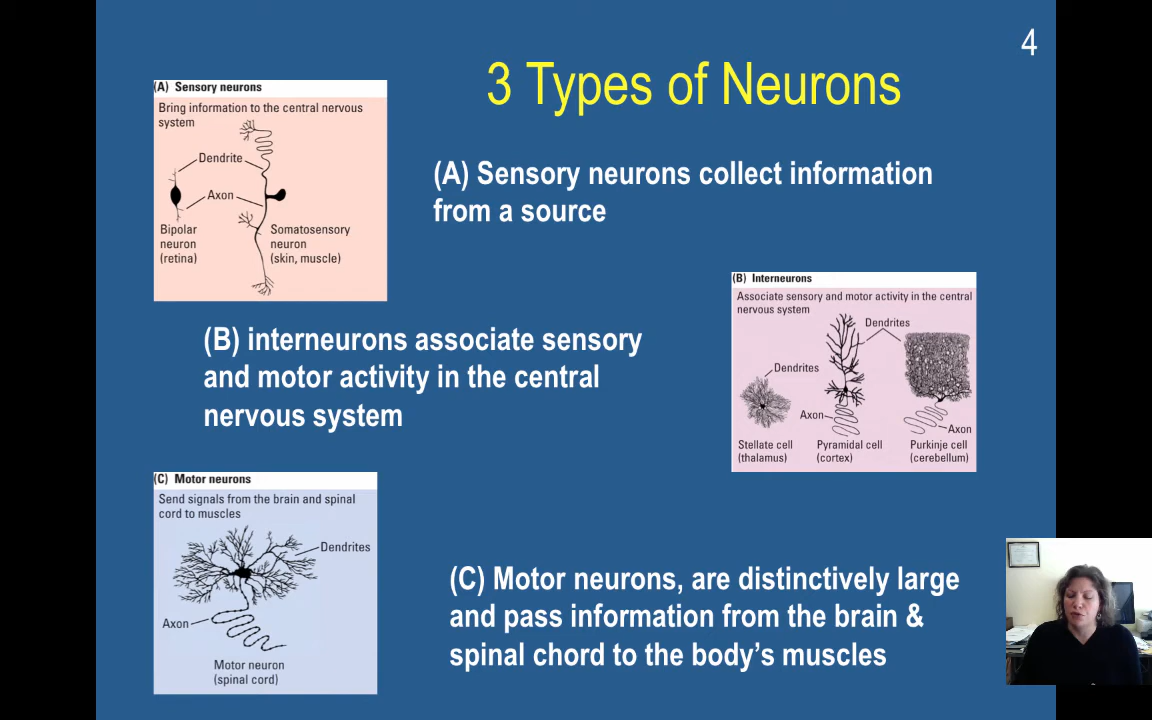 4
3 Types of Neurons
(A) Sensory neurons
Bring information to the central nervous
system
Dendrite
Axon
Bipolar
neuron
(retina)
Somatosensory
neuron
(skin, muscle)
(A) Sensory neurons collect information
from a source
(B) Interneurons
Associate sensory and motor activity in the central
nervous system
Dendrites
Dendrites
Axon
Axon
Stellate cell
(thalamus)
Pyramidal cell
(cortex)
Purkinje cell
(cerebellum)
(B) interneurons associate sensory
and motor activity in the central
nervous system
(C) Motor neurons
Send signals from the brain and spinal
cord to muscles
Dendrites
Axon
Motor neuron
(spinal cord)
(C) Motor neurons, are distinctively large
and pass information from the brain &
spinal chord to the body’s muscles